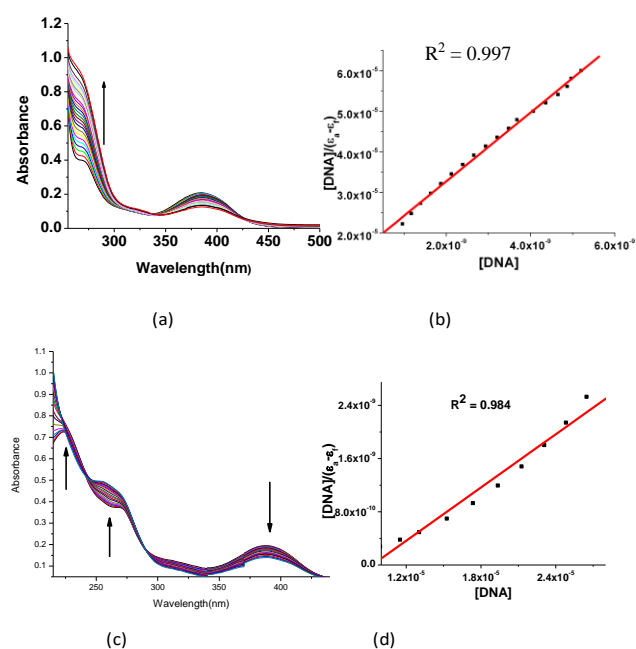 1.2
1.0
0.8
0.6
0.4
0.2
0.0
300
350
400
450
500
Absorbance
Wavelength(nm)
(a)
R² = 0.997
6.0x10⁻⁵
5.0x10⁻⁵
4.0x10⁻⁵
3.0x10⁻⁵
2.0x10⁻⁵
2.0x10⁻⁹
4.0x10⁻⁹
6.0x10⁻⁹
[DNA]/(εₐ-ε_f)
[DNA]
(b)
1.1
1.0
0.9
0.8
0.7
0.6
0.5
0.4
0.3
0.2
0.1
250
300
350
400
Absorbance
Wavelength(nm)
(c)
R² = 0.984
2.4x10⁻⁹
1.6x10⁻⁹
8.0x10⁻¹⁰
0.0
1.2x10⁻⁵
1.8x10⁻⁵
2.4x10⁻⁵
[DNA]/(εₐ-ε_f)
[DNA]
(d)